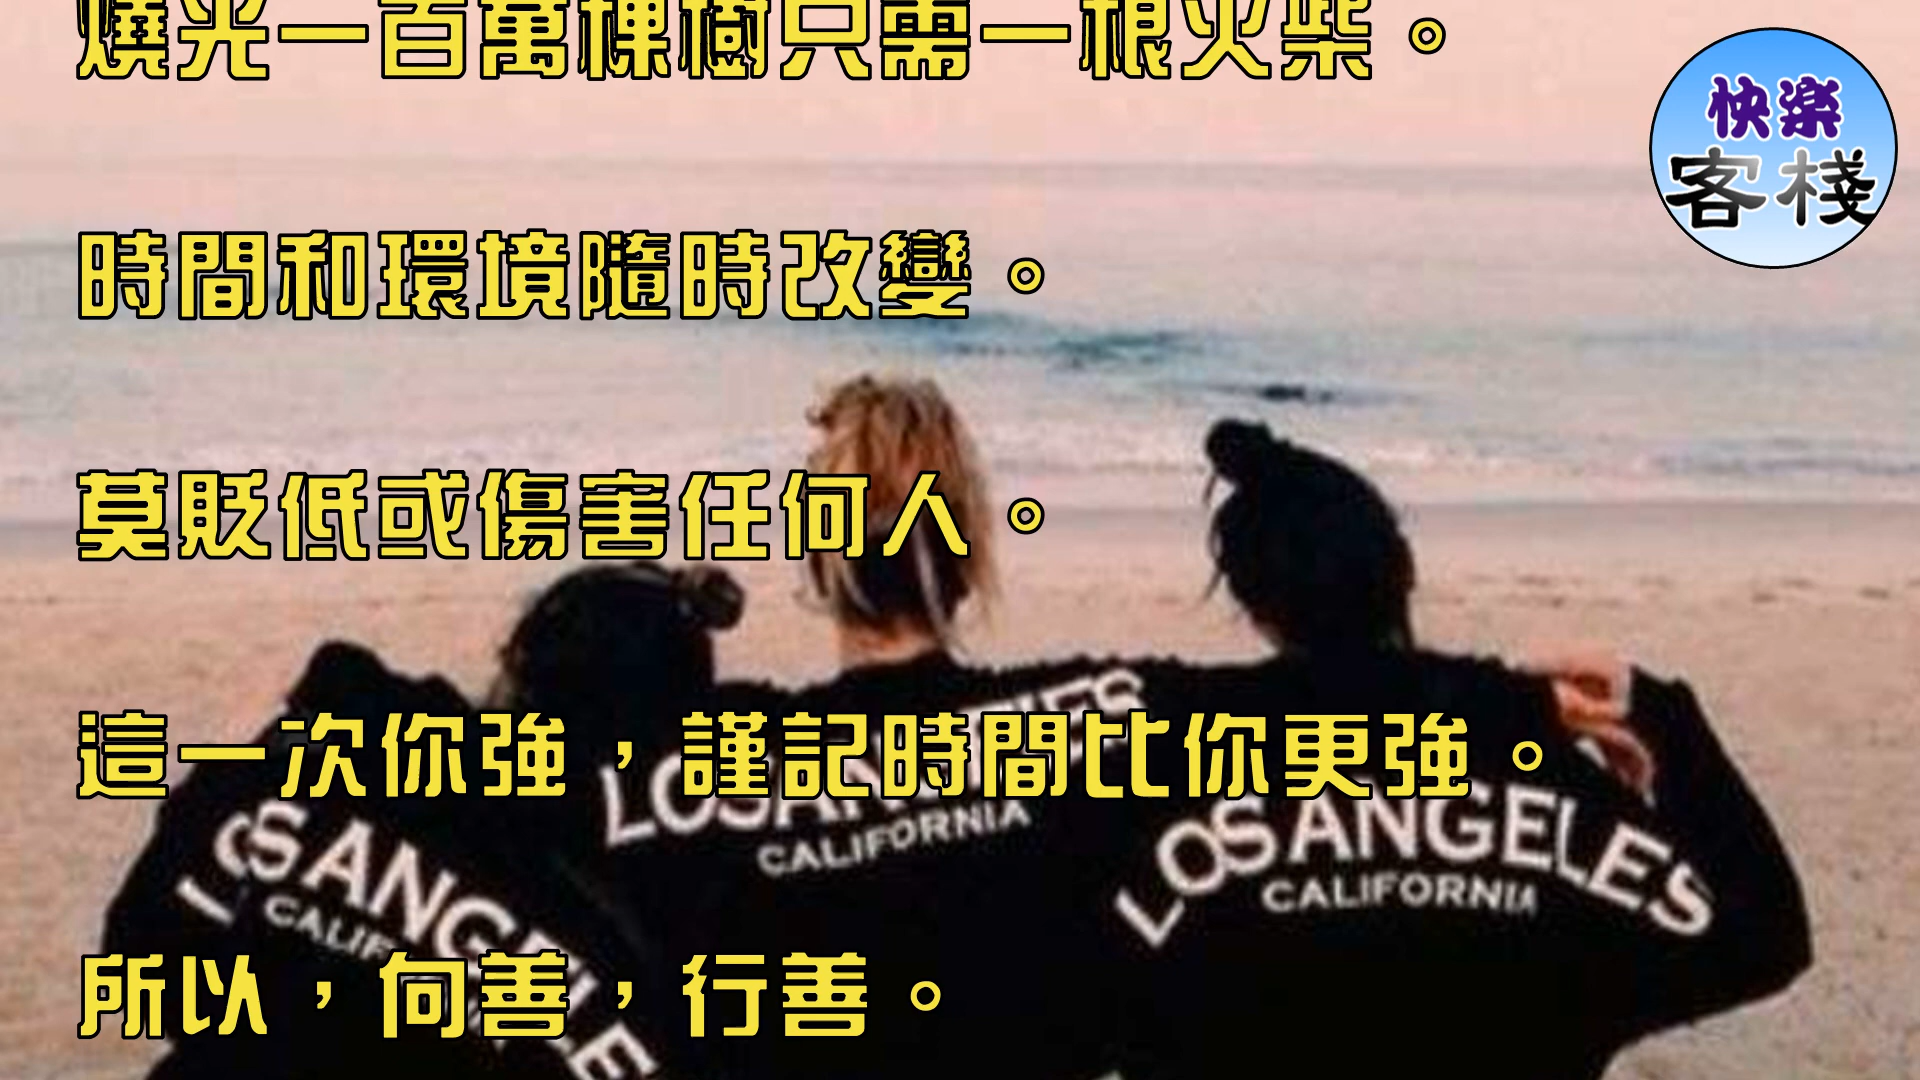 燒光一百萬棵樹只需一根火柴。
快楽
客棧
時間和環境隨時改變。
莫貶低或傷害任何人。
這一次你強，謹記時間比你更強。
LOS ANGELES
CALIFORNIA
LOS ANGELES
CALIFORNIA
LOS ANGELES
所以，向善，行善。